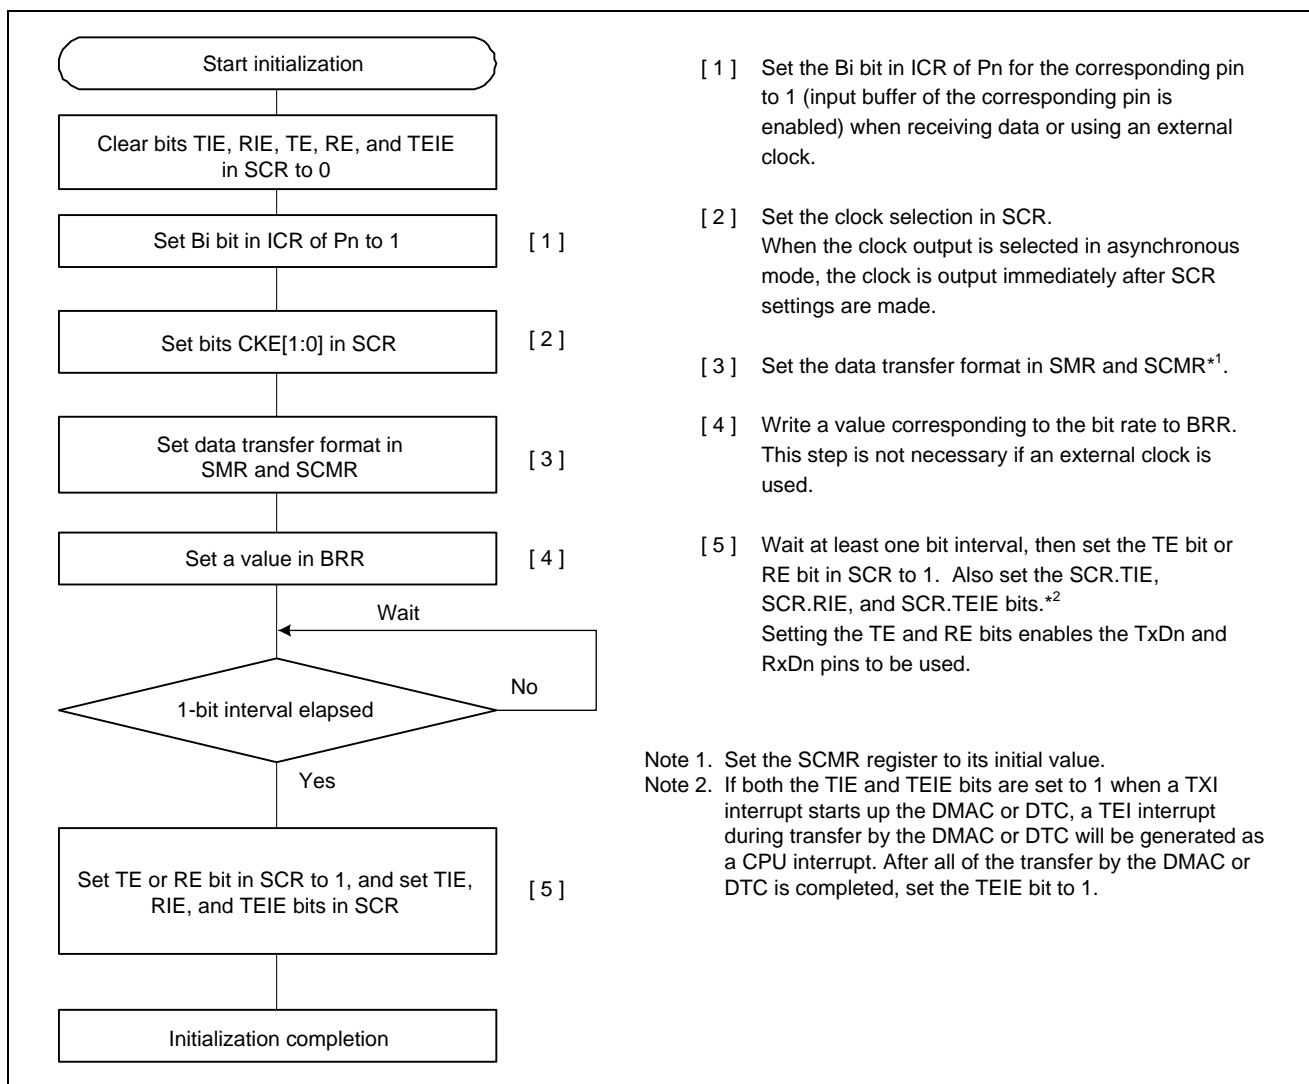 Start initialization
Clear bits TIE, RIE, TE, RE, and TEIE
in SCR to 0
Set Bi bit in ICR of Pn to 1
[ 1 ]
Set bits CKE[1:0] in SCR
[ 2 ]
Set data transfer format in
SMR and SCMR
[ 3 ]
Set a value in BRR
[ 4 ]
Wait
1-bit interval elapsed
No
Yes
Set TE or RE bit in SCR to 1, and set TIE,
RIE, and TEIE bits in SCR
[ 5 ]
Initialization completion
[ 1 ] Set the Bi bit in ICR of Pn for the corresponding pin
to 1 (input buffer of the corresponding pin is
enabled) when receiving data or using an external
clock.
[ 2 ] Set the clock selection in SCR.
When the clock output is selected in asynchronous
mode, the clock is output immediately after SCR
settings are made.
[ 3 ] Set the data transfer format in SMR and SCMR*1.
[ 4 ] Write a value corresponding to the bit rate to BRR.
This step is not necessary if an external clock is
used.
[ 5 ] Wait at least one bit interval, then set the TE bit or
RE bit in SCR to 1. Also set the SCR.TIE,
SCR.RIE, and SCR.TEIE bits.*2
Setting the TE and RE bits enables the TxDn and
RxDn pins to be used.
Note 1. Set the SCMR register to its initial value.
Note 2. If both the TIE and TEIE bits are set to 1 when a TXI
interrupt starts up the DMAC or DTC, a TEI interrupt
during transfer by the DMAC or DTC will be generated as
a CPU interrupt. After all of the transfer by the DMAC or
DTC is completed, set the TEIE bit to 1.